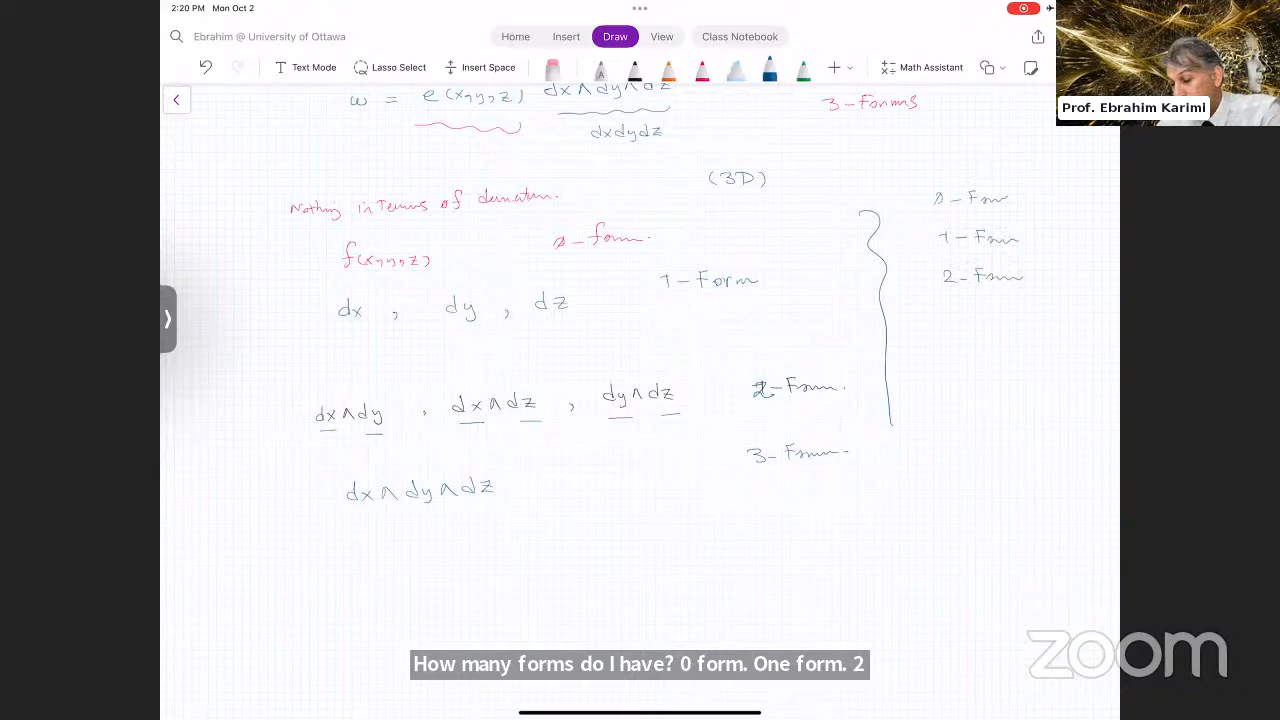 2:20 PM Mon Oct 2
Ebrahim @ University of Ottawa
Home Insert Draw View Class Notebook
Text Mode Lasso Select Insert Space Math Assistant
Prof. Ebrahim Karimi
ω = e(x,y,z) dx∧dy∧dz
3-Forms
dxdydz
(3D)
Nothing in Terms of
0-form.
f(x,y,z)
1-Form
dx , dy , dz
0-Form
1-Form
2-Form
dx∧dy , dx∧dz , dy∧dz
2-Form.
3-Form.
dx∧dy∧dz
How many forms do I have? 0 form. One form. 2
zoom